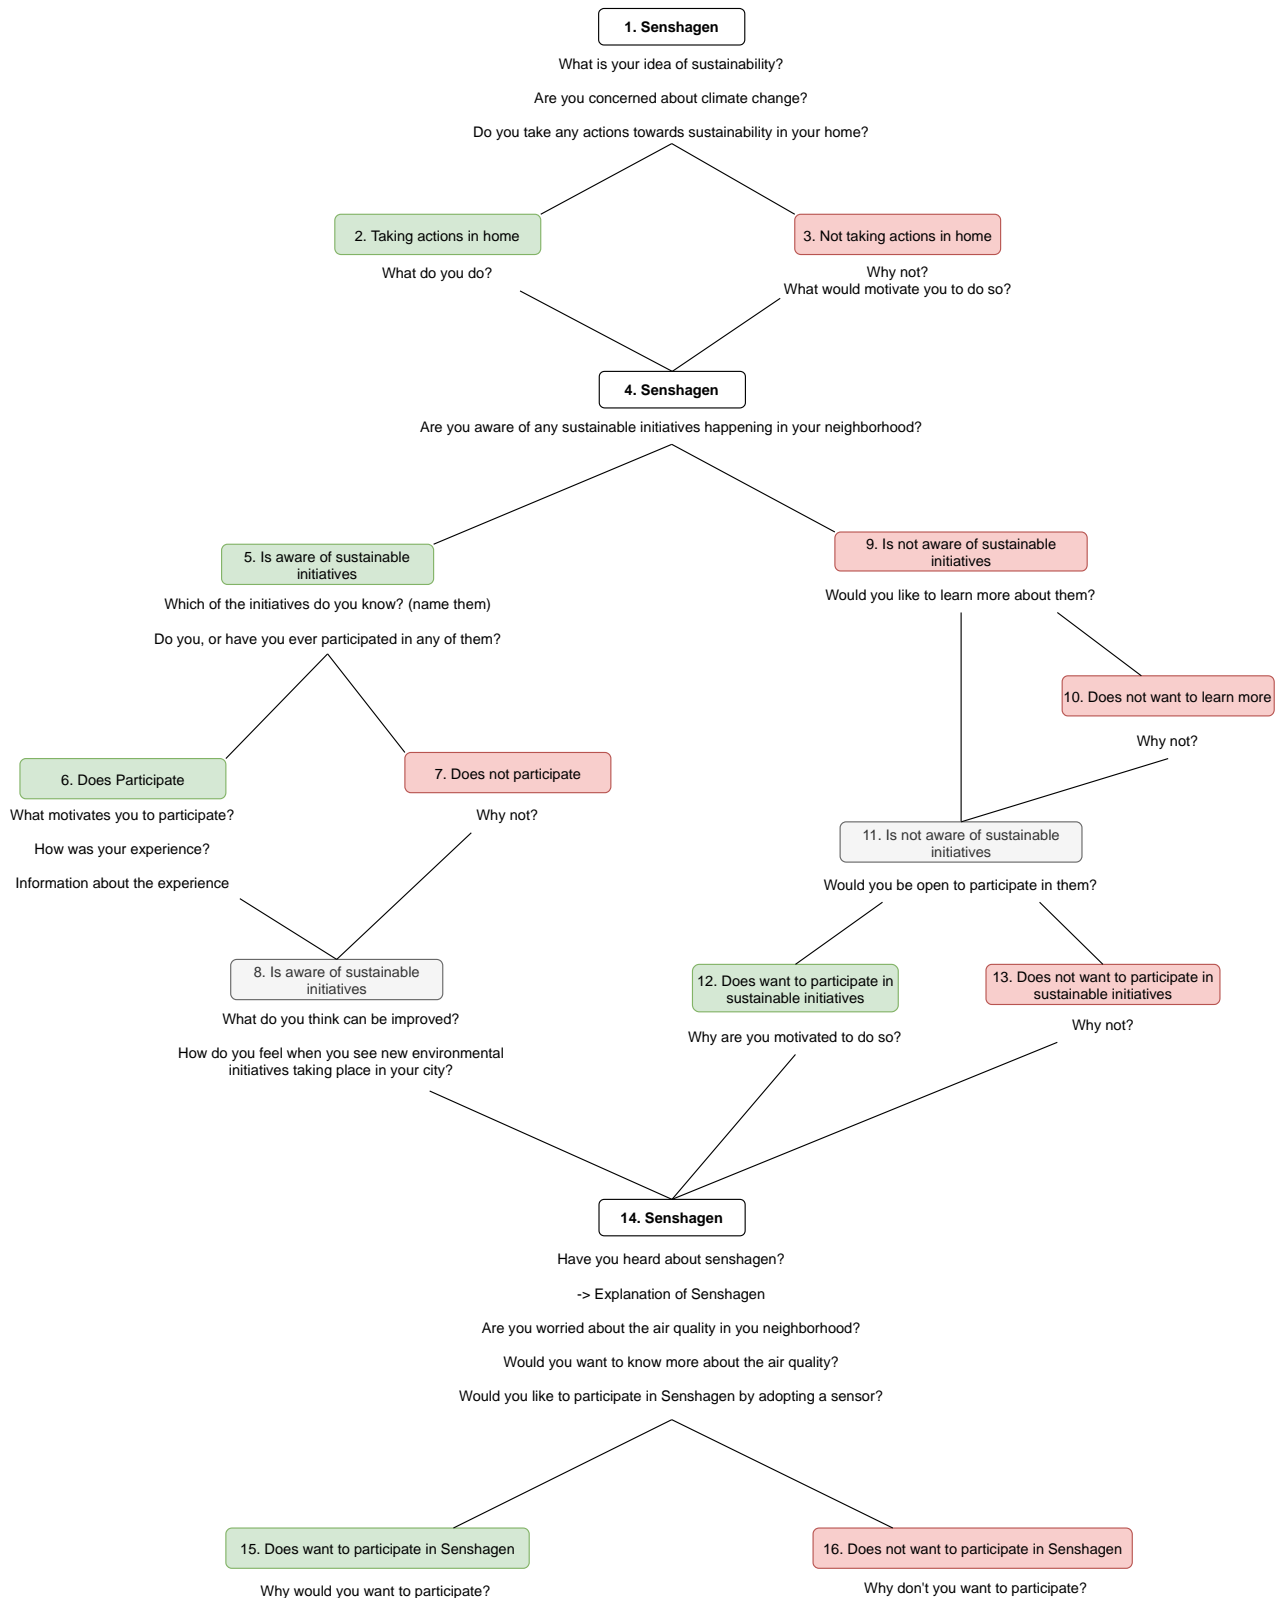 1. Senshagen
What is your idea of sustainability?
Are you concerned about climate change?
Do you take any actions towards sustainability in your home?
2. Taking actions in home
What do you do?
3. Not taking actions in home
Why not?
What would motivate you to do so?
4. Senshagen
Are you aware of any sustainable initiatives happening in your neighborhood?
5. Is aware of sustainable
initiatives
Which of the initiatives do you know? (name them)
Do you, or have you ever participated in any of them?
9. Is not aware of sustainable
initiatives
Would you like to learn more about them?
10. Does not want to learn more
Why not?
6. Does Participate
What motivates you to participate?
How was your experience?
Information about the experience
7. Does not participate
Why not?
11. Is not aware of sustainable
initiatives
Would you be open to participate in them?
8. Is aware of sustainable
initiatives
What do you think can be improved?
How do you feel when you see new environmental
initiatives taking place in your city?
12. Does want to participate in
sustainable initiatives
Why are you motivated to do so?
13. Does not want to participate in
sustainable initiatives
Why not?
14. Senshagen
Have you heard about senshagen?
-> Explanation of Senshagen
Are you worried about the air quality in you neighborhood?
Would you want to know more about the air quality?
Would you like to participate in Senshagen by adopting a sensor?
15. Does want to participate in Senshagen
Why would you want to participate?
16. Does not want to participate in Senshagen
Why don't you want to participate?